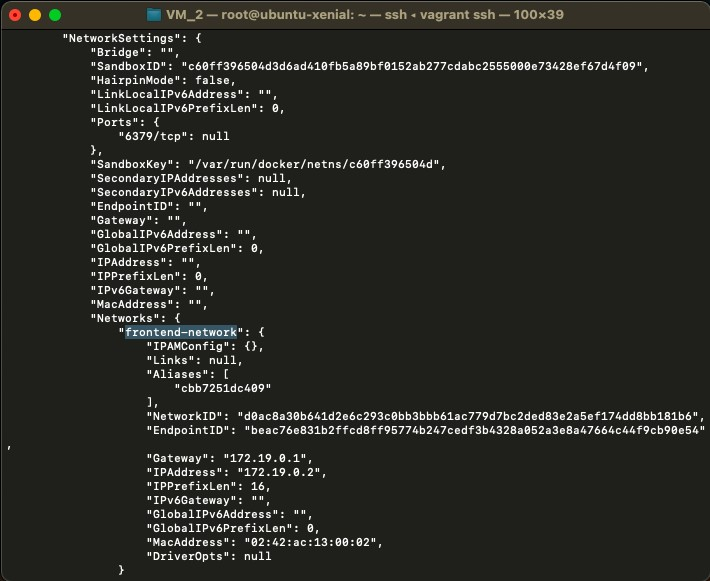 VM_2 — root@ubuntu-xenial: ~ — ssh ◂ vagrant ssh — 100×39
"NetworkSettings": {
"Bridge": "",
"SandboxID": "c60ff396504d3d6ad410fb5a89bf0152ab277cdabc2555000e73428ef67d4f09",
"HairpinMode": false,
"LinkLocalIPv6Address": "",
"LinkLocalIPv6PrefixLen": 0,
"Ports": {
"6379/tcp": null
},
"SandboxKey": "/var/run/docker/netns/c60ff396504d",
"SecondaryIPAddresses": null,
"SecondaryIPv6Addresses": null,
"EndpointID": "",
"Gateway": "",
"GlobalIPv6Address": "",
"GlobalIPv6PrefixLen": 0,
"IPAddress": "",
"IPPrefixLen": 0,
"IPv6Gateway": "",
"MacAddress": "",
"Networks": {
"frontend-network": {
"IPAMConfig": {},
"Links": null,
"Aliases": [
"cbb7251dc409"
],
"NetworkID": "d0ac8a30b641d2e6c293c0bb3bbb61ac779d7bc2ded83e2a5ef174dd8bb181b6",
"EndpointID": "beac76e831b2ffcd8ff95774b247cedf3b4328a052a3e8a47664c44f9cb90e54"
,
"Gateway": "172.19.0.1",
"IPAddress": "172.19.0.2",
"IPPrefixLen": 16,
"IPv6Gateway": "",
"GlobalIPv6Address": "",
"GlobalIPv6PrefixLen": 0,
"MacAddress": "02:42:ac:13:00:02",
"DriverOpts": null
}